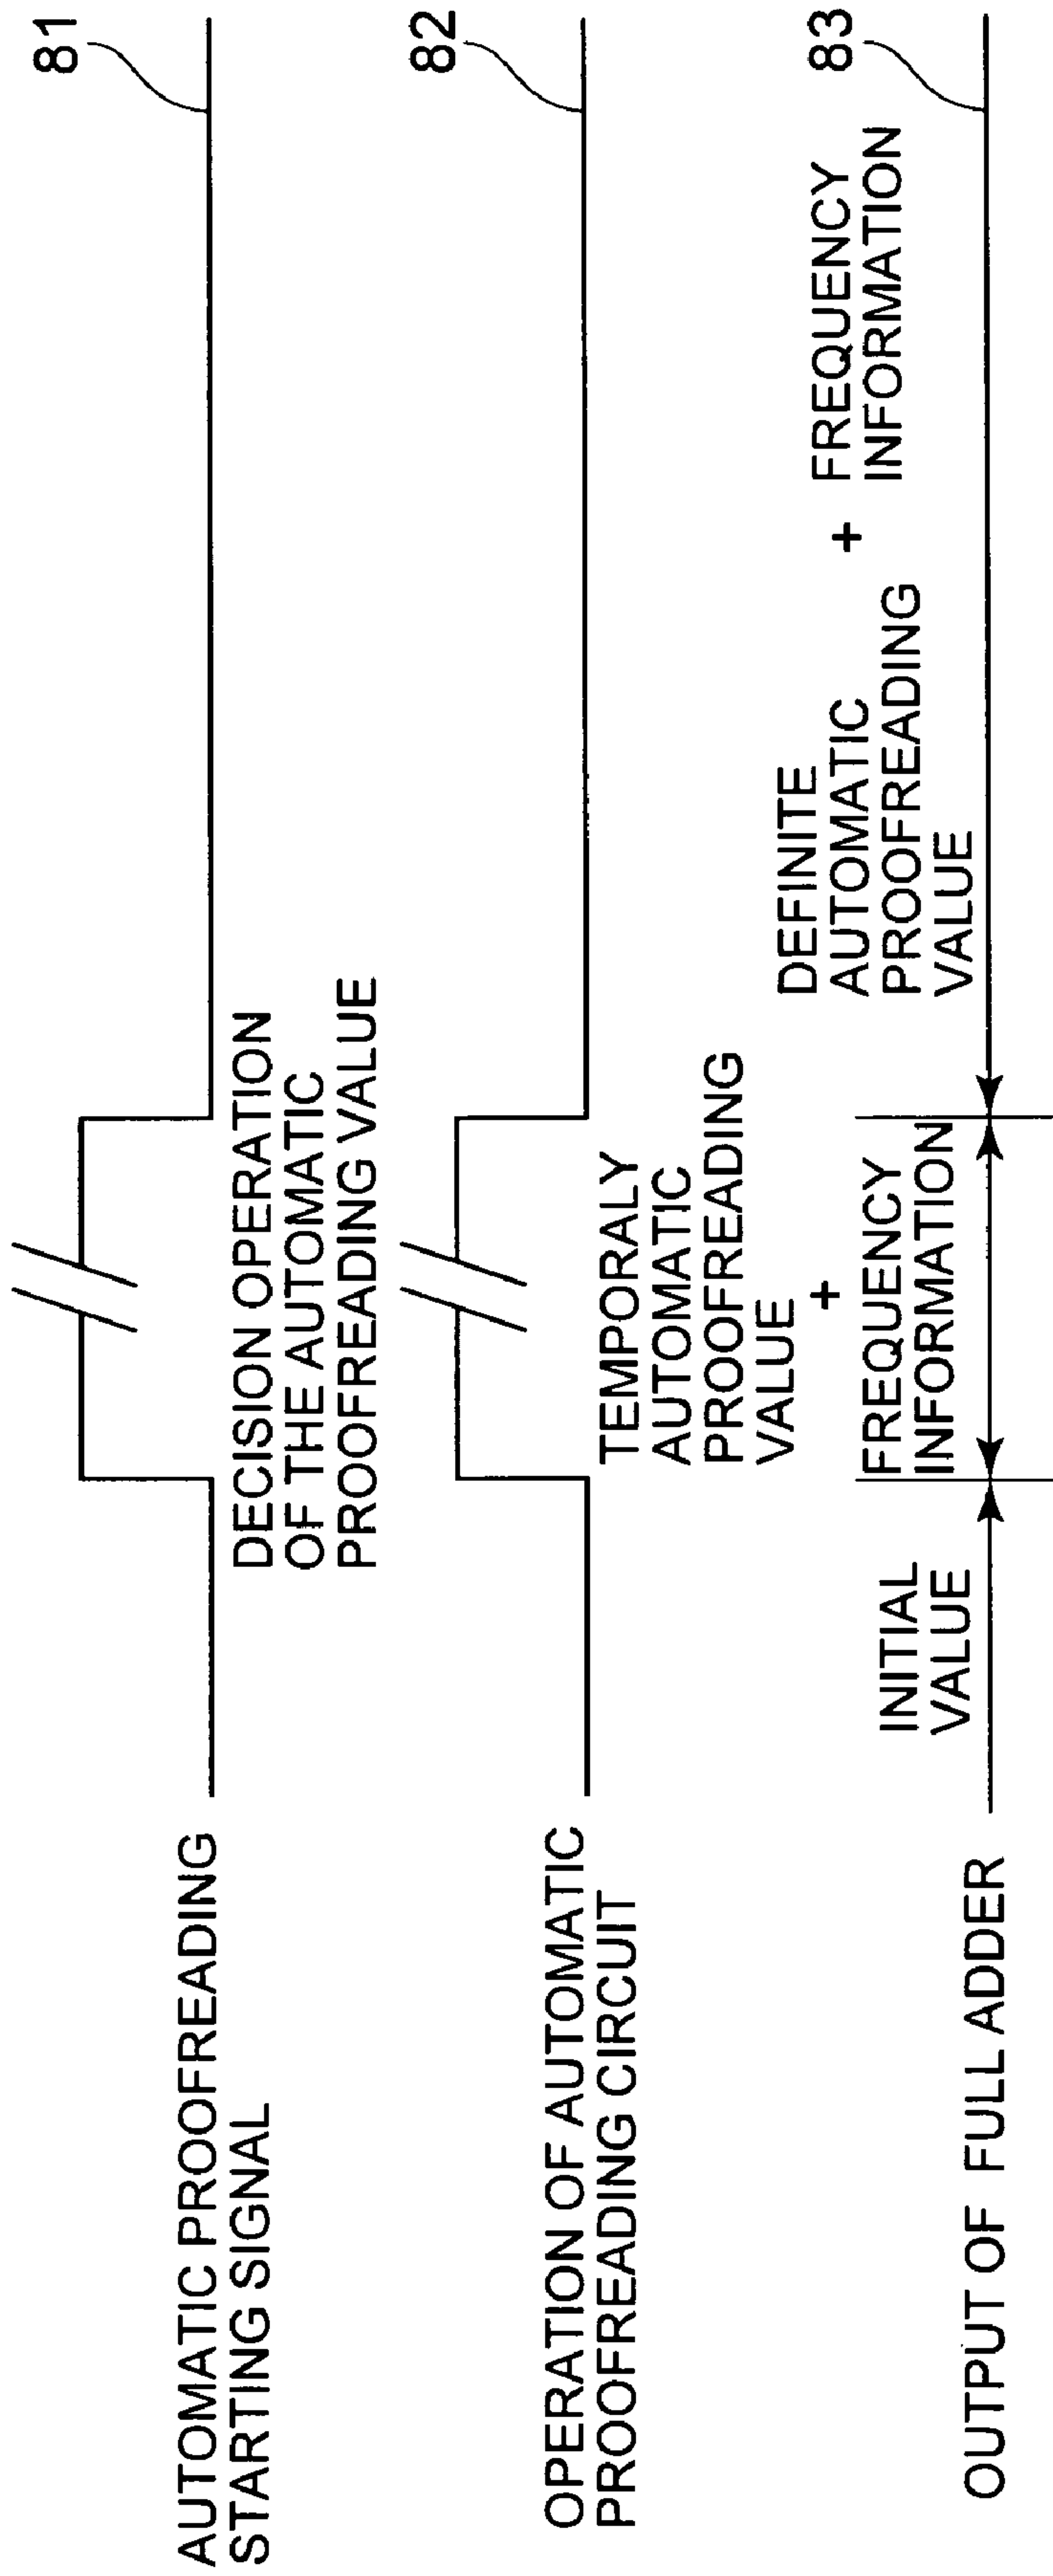 AUTOMATIC PROOFREADING
STARTING SIGNAL
81
DECISION OPERATION
OF THE AUTOMATIC
PROOFREADING VALUE
OPERATION OF AUTOMATIC
PROOFREADING CIRCUIT
82
OUTPUT OF FULL ADDER
INITIAL
VALUE
TEMPORALY
AUTOMATIC
PROOFREADING
VALUE
+
FREQUENCY
INFORMATION
DEFINITE
AUTOMATIC
PROOFREADING
VALUE
+
FREQUENCY
INFORMATION
83